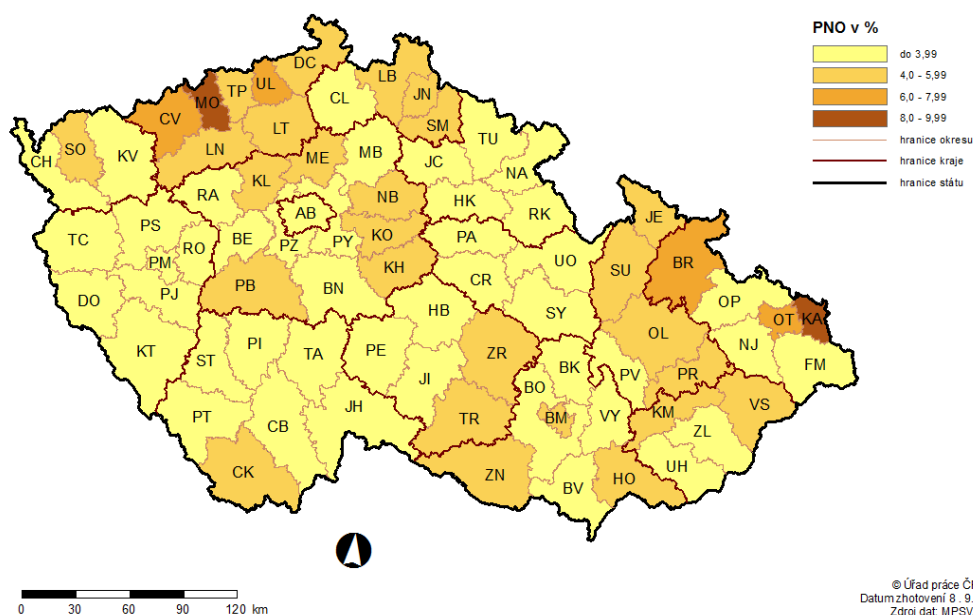 PNO v %
do 3,99
4,0 - 5,99
6,0 - 7,99
8,0 - 9,99
hranice okresu
hranice kraje
hranice státu
DC
LB
UL
TP
MO
JN
CL
CV
LT
SM
TU
LN
ME
MB
JC
SO
CH
KV
KL
NA
RA
NB
HK
RK
AB
JE
PS
TC
BE
PZ
PY
KO
PA
RO
UO
SU
BR
PM
KH
CR
PB
BN
OP
DO
PJ
HB
SY
OT
KA
OL
NJ
KT
ST
PI
TA
PE
ZR
BK
FM
JI
BO
PV
PR
VS
PT
JH
TR
BM
VY
KM
CB
ZL
CK
ZN
BV
HO
UH
0 30 60 90 120 km
© Úřad práce Č
Datum zhotovení 8 . 9.
Zdroj dat: MPSV